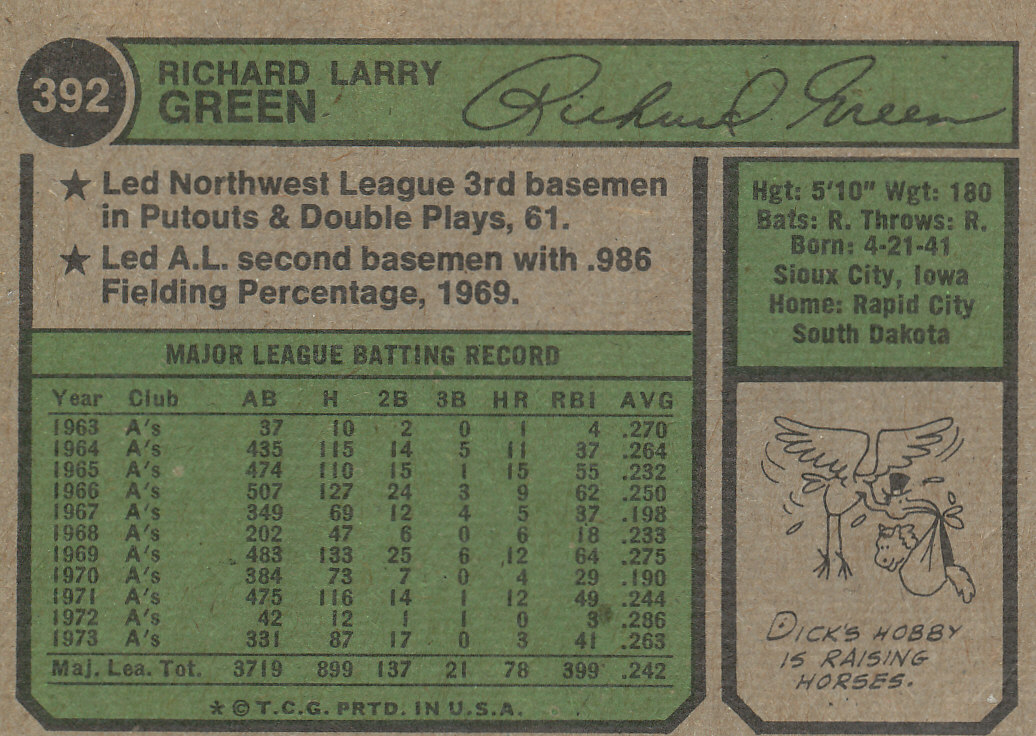 392
RICHARD LARRY
GREEN
Richard Green
★ Led Northwest League 3rd basemen
in Putouts & Double Plays, 61.
★ Led A.L. second basemen with .986
Fielding Percentage, 1969.
Hgt: 5'10" Wgt: 180
Bats: R. Throws: R.
Born: 4-21-41
Sioux City, Iowa
Home: Rapid City
South Dakota
MAJOR LEAGUE BATTING RECORD
Year Club AB H 2B 3B HR RBI AVG
1963 A's 37 10 2 0 1 4 .270
1964 A's 435 115 14 5 11 37 .264
1965 A's 474 110 15 1 15 55 .232
1966 A's 507 127 24 3 9 62 .250
1967 A's 349 69 12 4 5 37 .198
1968 A's 202 47 6 0 6 18 .233
1969 A's 483 133 25 6 12 64 .275
1970 A's 384 73 7 0 4 29 .190
1971 A's 475 116 14 1 12 49 .244
1972 A's 42 12 1 1 0 3 .286
1973 A's 331 87 17 0 3 41 .263
Maj. Lea. Tot. 3719 899 137 21 78 399 .242
* © T.C.G. PRTD. IN U.S.A.
DICK'S HOBBY
IS RAISING
HORSES.